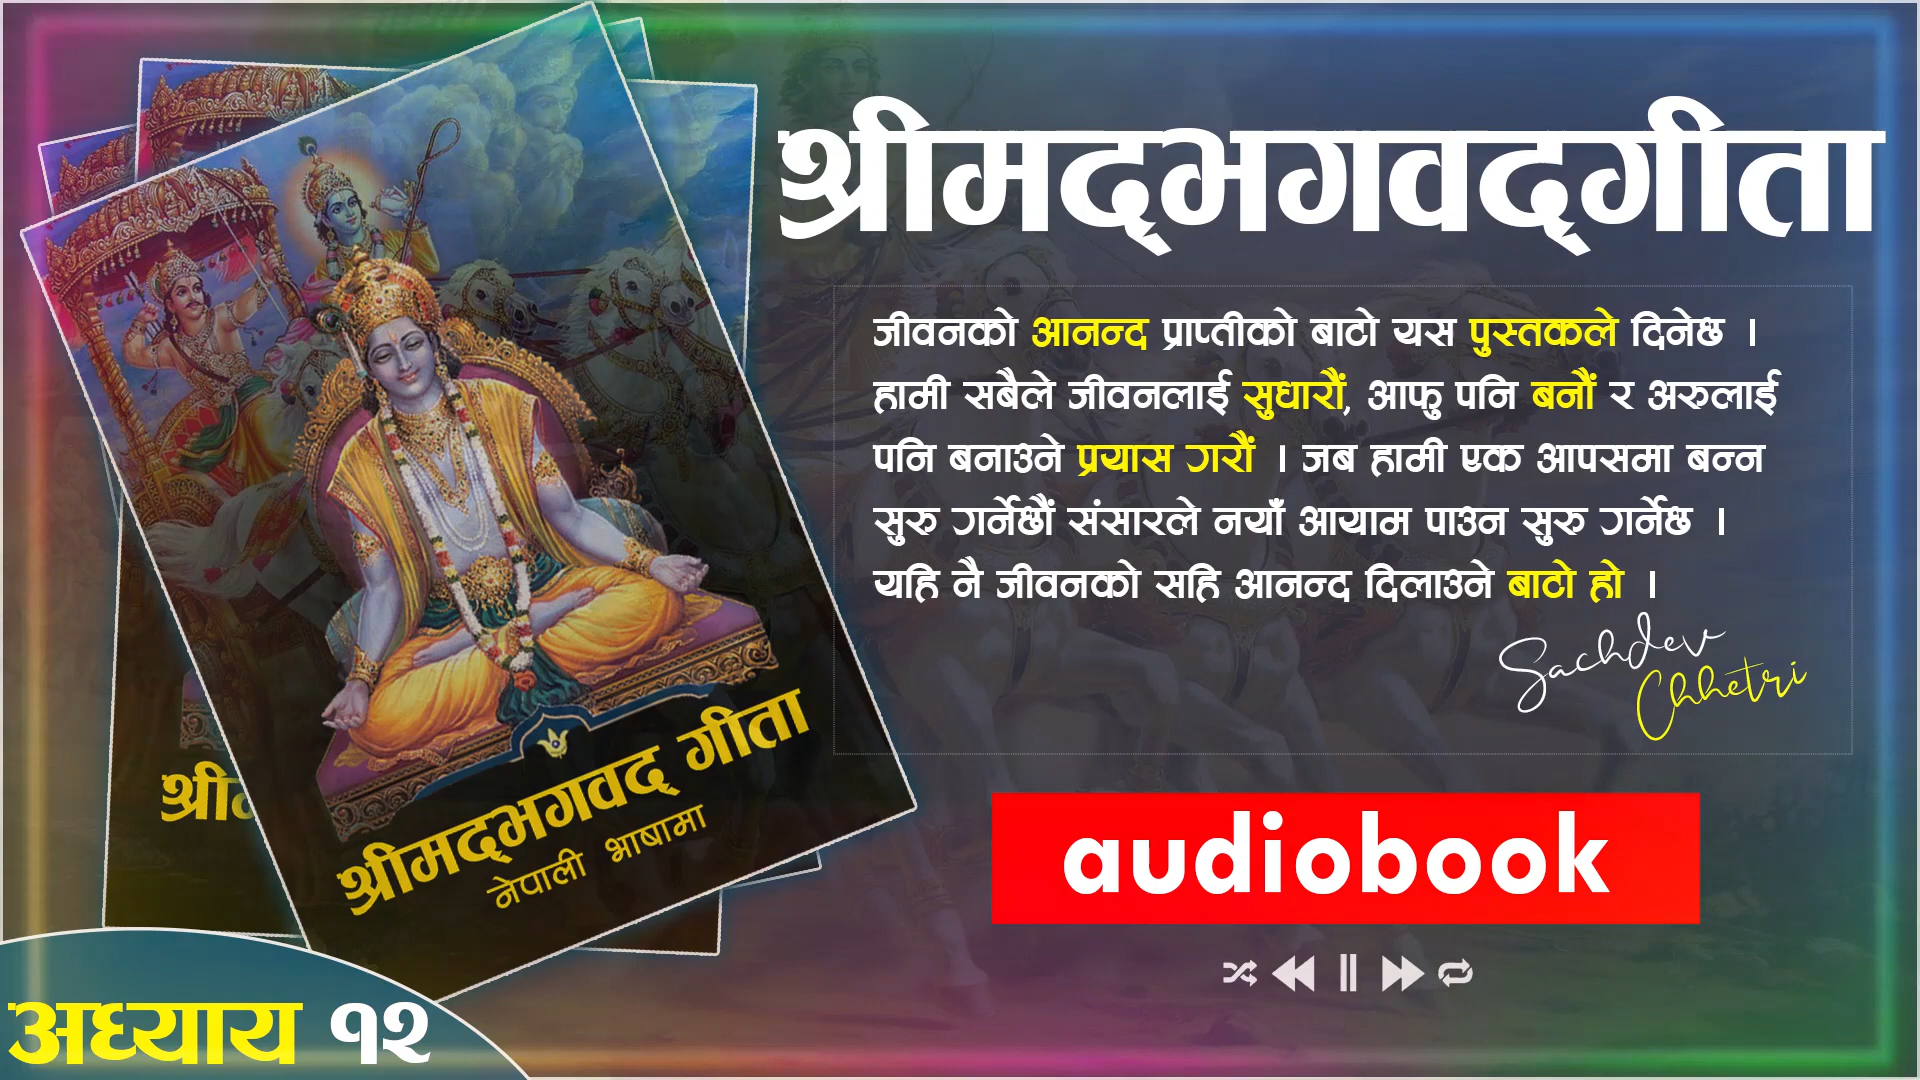 श्रीमद्भगवद्गीता
जीवनको आनन्द प्राप्तीको बाटो यस पुस्तकले दिनेछ ।
हामी सबैले जीवनलाई सुधारौं, आफु पनि बनौं र अरुलाई
पनि बनाउने प्रयास गरौं । जब हामी एक आपसमा बन्न
सुरु गर्नेछौं संसारले नयाँ आयाम पाउन सुरु गर्नेछ ।
यहि नै जीवनको सहि आनन्द दिलाउने बाटो हो ।
Sachdev
Chhetri
audiobook
श्रीमद्भगवद् गीता
नेपाली भाषामा
श्रीम
अध्याय १२